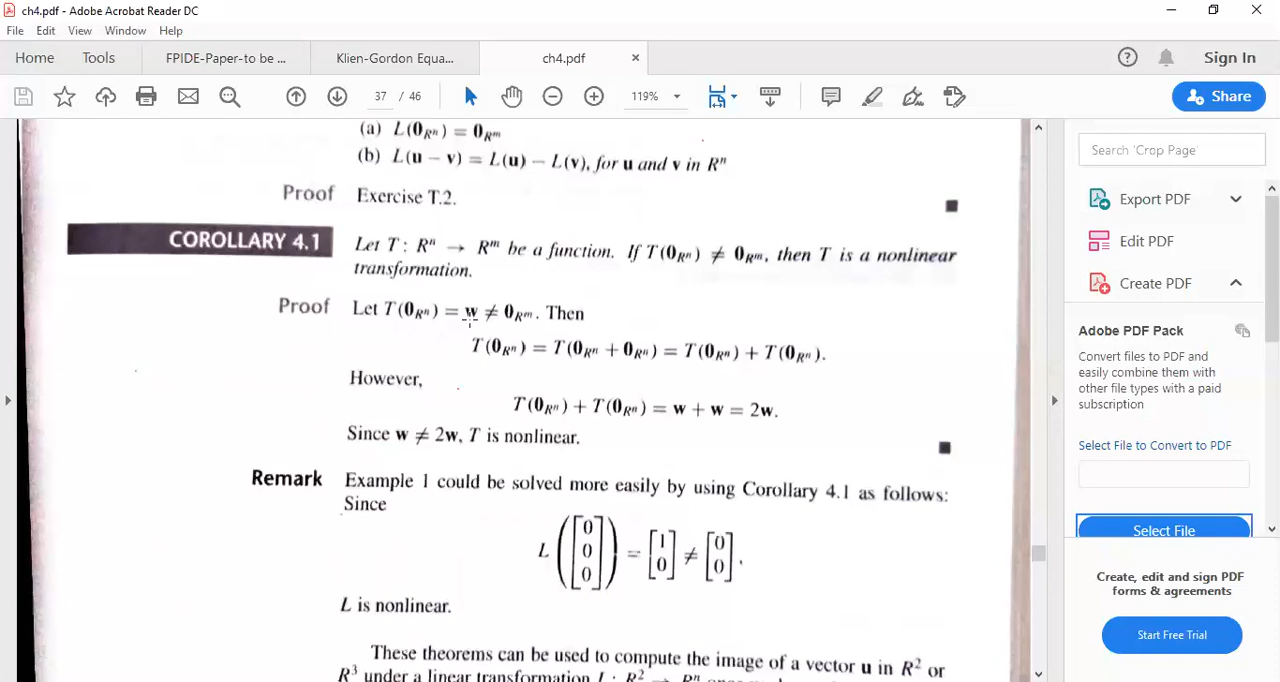 ch4.pdf - Adobe Acrobat Reader DC
File Edit View Window Help
Home Tools FPIDE-Paper-to be ... Klien-Gordon Equa... ch4.pdf × Sign In
37 / 46 119% Share
(a) L(0_{R^n}) = 0_{R^m}
(b) L(u − v) = L(u) − L(v), for u and v in R^n
Proof Exercise T.2.
COROLLARY 4.1 Let T : R^n → R^m be a function. If T(0_{R^n}) ≠ 0_{R^m}, then T is a nonlinear
transformation.
Proof Let T(0_{R^n}) = w ≠ 0_{R^m}. Then
T(0_{R^n}) = T(0_{R^n} + 0_{R^n}) = T(0_{R^n}) + T(0_{R^n}).
However,
T(0_{R^n}) + T(0_{R^n}) = w + w = 2w.
Since w ≠ 2w, T is nonlinear.
Remark Example 1 could be solved more easily by using Corollary 4.1 as follows:
Since
L([0 0 0]) = [1 0] ≠ [0 0].
L is nonlinear.
These theorems can be used to compute the image of a vector u in R^2 or
R^3 under a linear transformation L : R^2 → R^n
Search 'Crop Page'
Export PDF
Edit PDF
Create PDF
Adobe PDF Pack
Convert files to PDF and
easily combine them with
other file types with a paid
subscription
Select File to Convert to PDF
Select File
Create, edit and sign PDF
forms & agreements
Start Free Trial